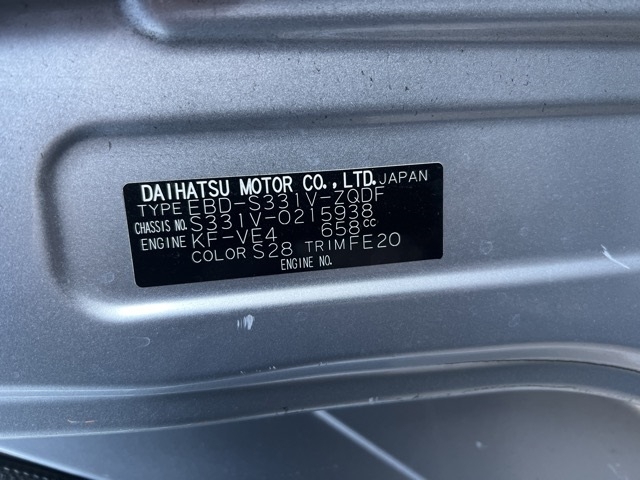 DAIHATSU MOTOR CO.,LTD. JAPAN
TYPE EBD-S331V-ZQDF
CHASSIS NO. S331V-0215938
ENGINE KF-VE4 658cc
COLOR S28 TRIM FE20
ENGINE NO.